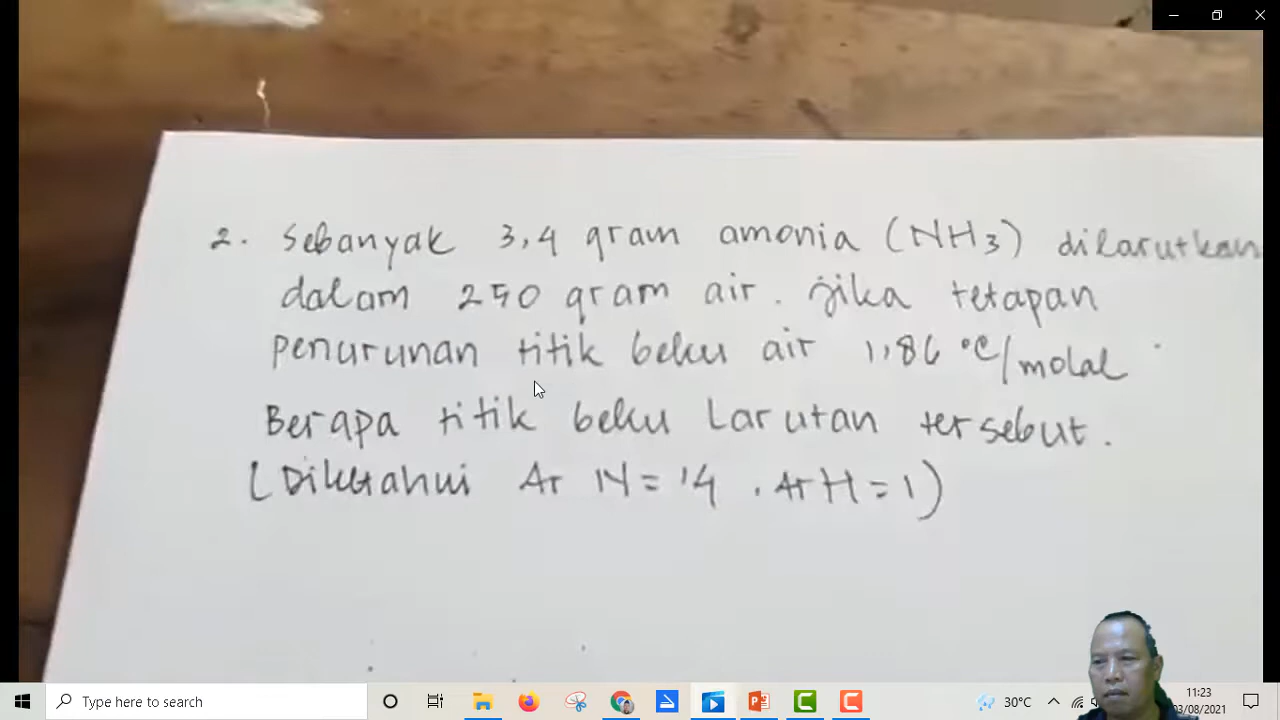 2. Sebanyak 3,4 gram amonia (NH3) dilarutkan
dalam 250 gram air. jika tetapan
penurunan titik beku air 1,86 °C/molal
Berapa titik beku Larutan tersebut.
(Diketahui Ar N = 14 . Ar H = 1)
Type here to search
30°C
11:23
03/08/2021